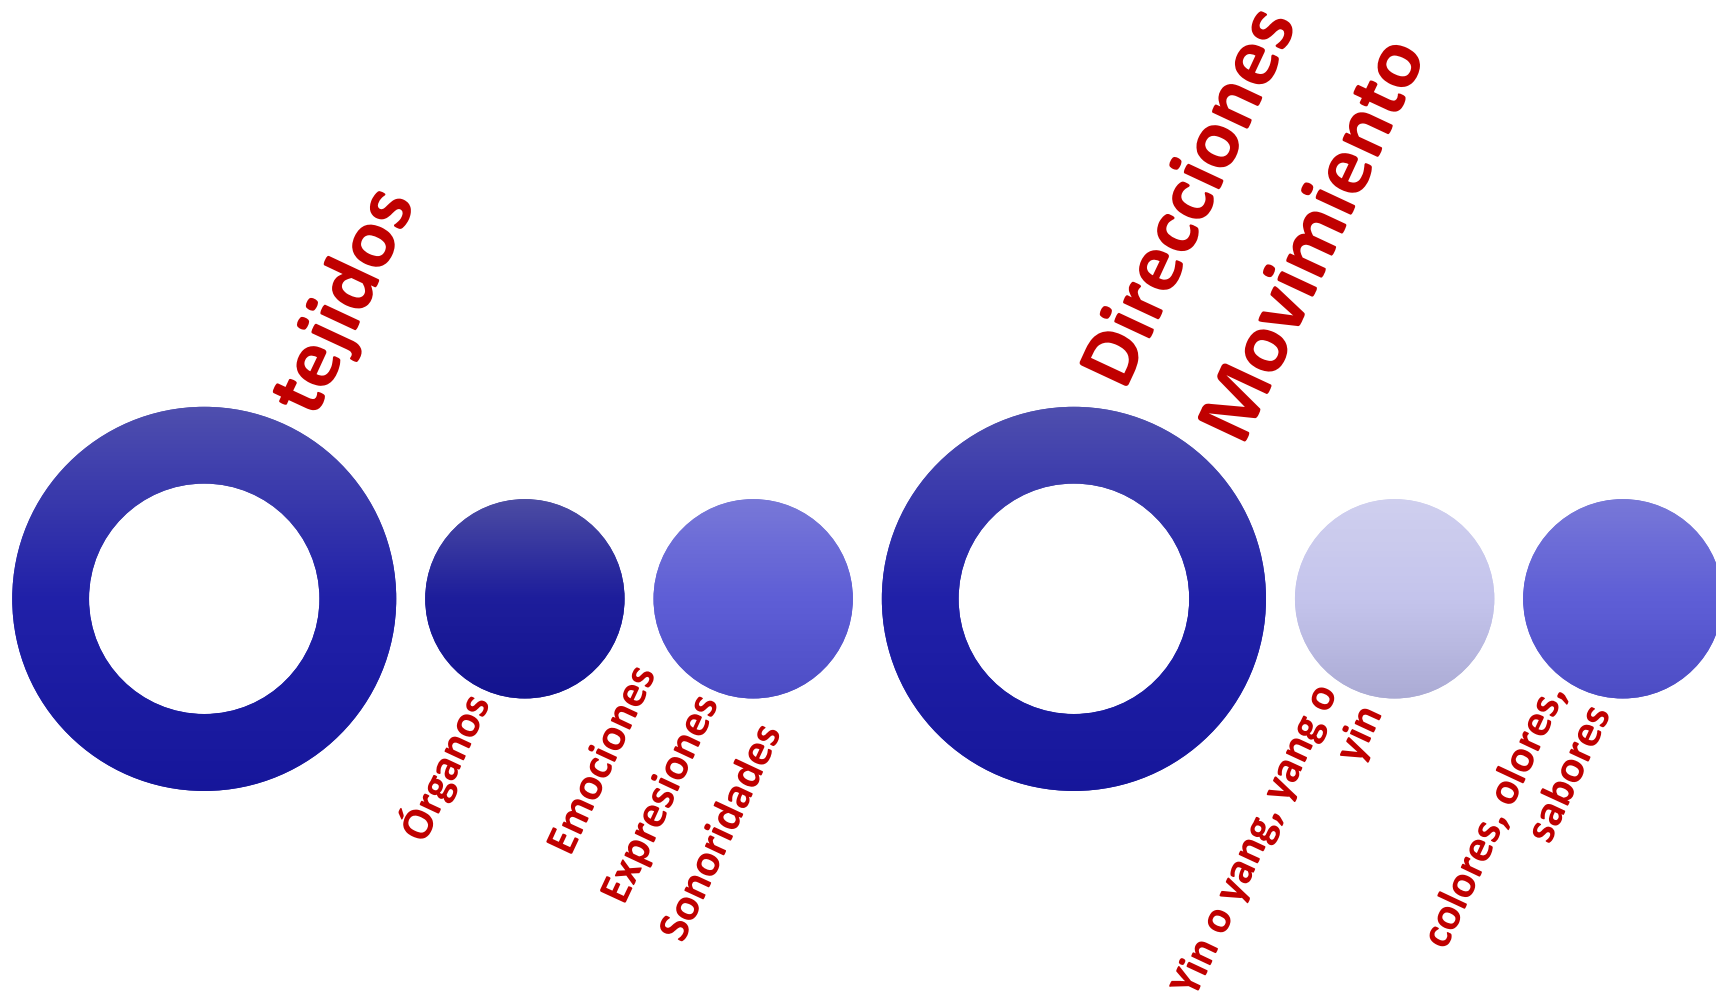 tejidos
Órganos
Emociones
Expresiones
Sonoridades
Direcciones
Movimiento
Yin o yang, yang o
yin
colores, olores,
sabores